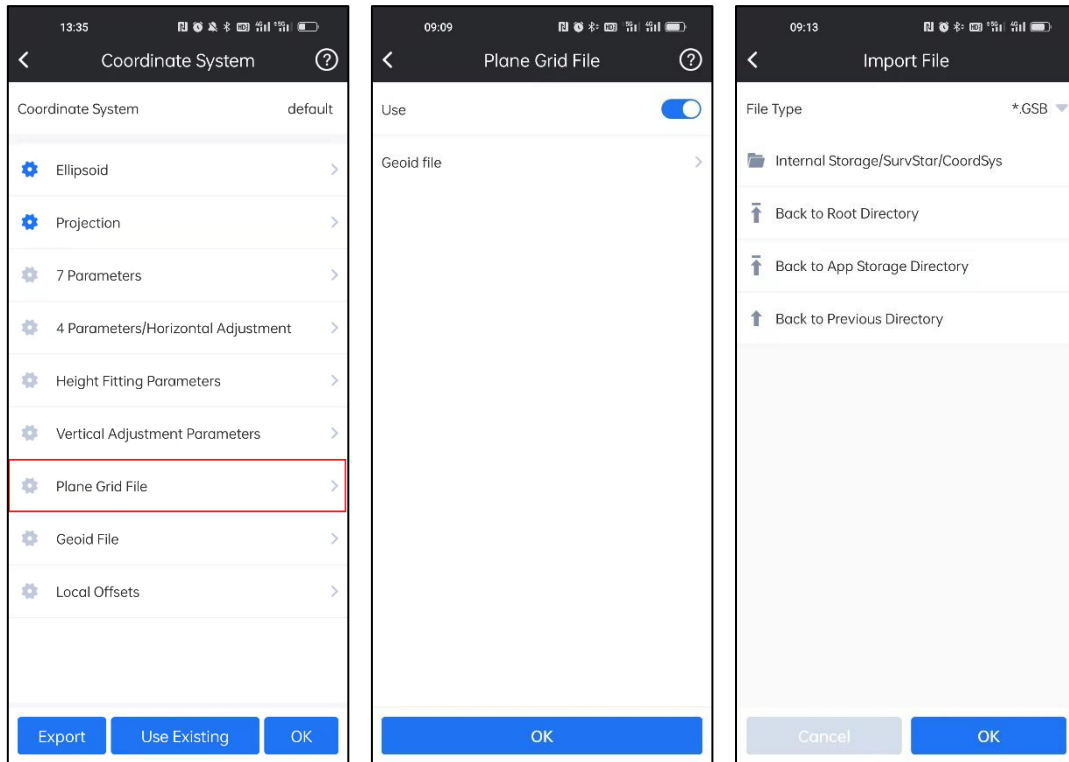 13:35
Coordinate System
Coordinate System default
Ellipsoid
Projection
7 Parameters
4 Parameters/Horizontal Adjustment
Height Fitting Parameters
Vertical Adjustment Parameters
Plane Grid File
Geoid File
Local Offsets
Export Use Existing OK
09:09
Plane Grid File
Use
Geoid file
OK
09:13
Import File
File Type *.GSB
Internal Storage/SurvStar/CoordSys
Back to Root Directory
Back to App Storage Directory
Back to Previous Directory
Cancel OK